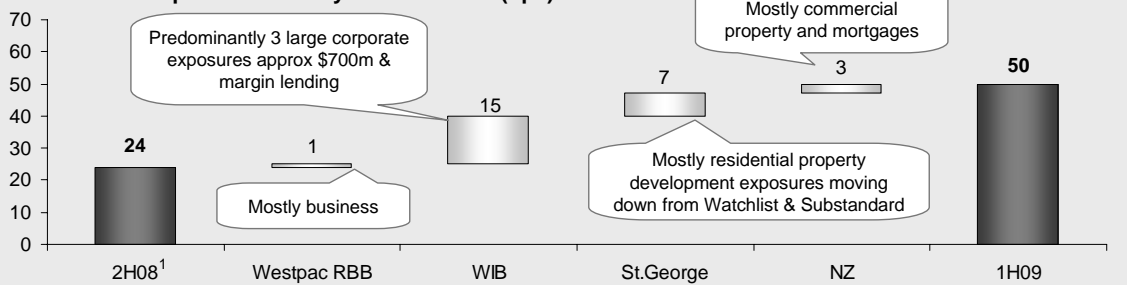 70
60
50
40
30
20
10
0
Predominantly 3 large corporate
exposures approx $700m &
margin lending
Mostly commercial
property and mortgages
24
1
15
7
3
50
Mostly business
Mostly residential property
development exposures moving
down from Watchlist & Substandard
2H08¹ Westpac RBB WIB St.George NZ 1H09